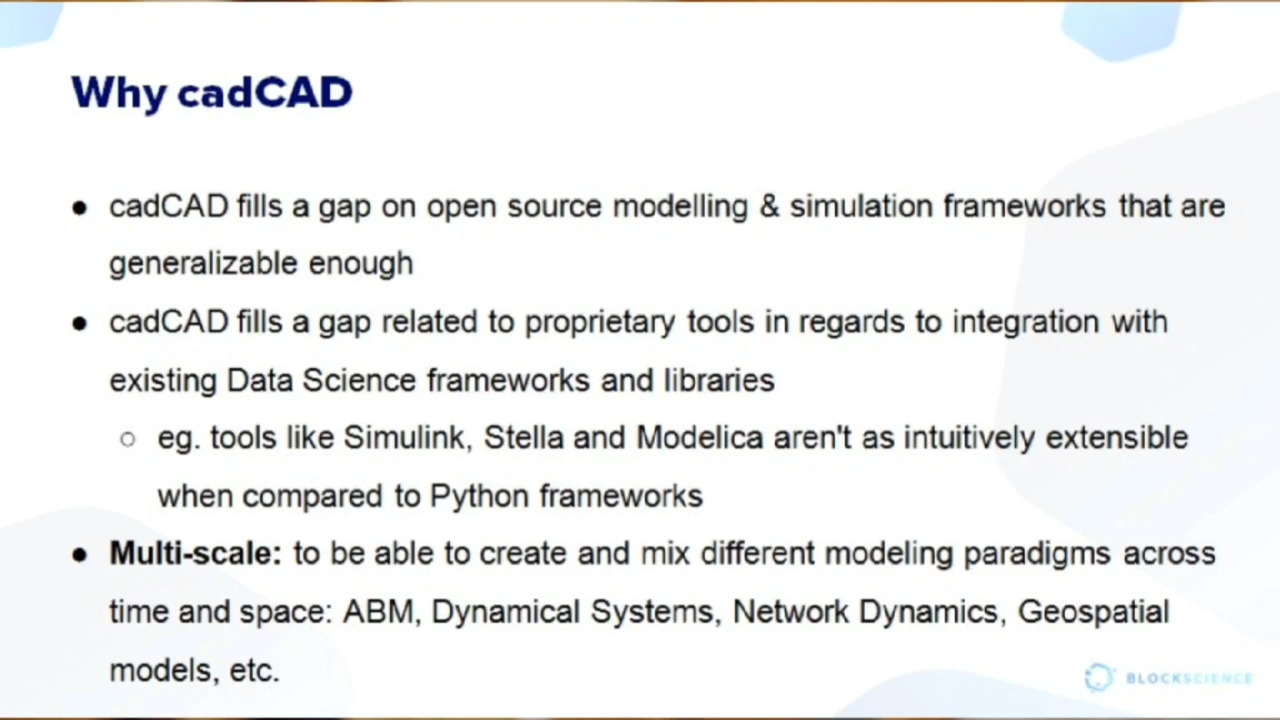 Why cadCAD
● cadCAD fills a gap on open source modelling & simulation frameworks that are
generalizable enough
● cadCAD fills a gap related to proprietary tools in regards to integration with
existing Data Science frameworks and libraries
○ eg. tools like Simulink, Stella and Modelica aren't as intuitively extensible
when compared to Python frameworks
● Multi-scale: to be able to create and mix different modeling paradigms across
time and space: ABM, Dynamical Systems, Network Dynamics, Geospatial
models, etc.
BLOCKSCIENCE